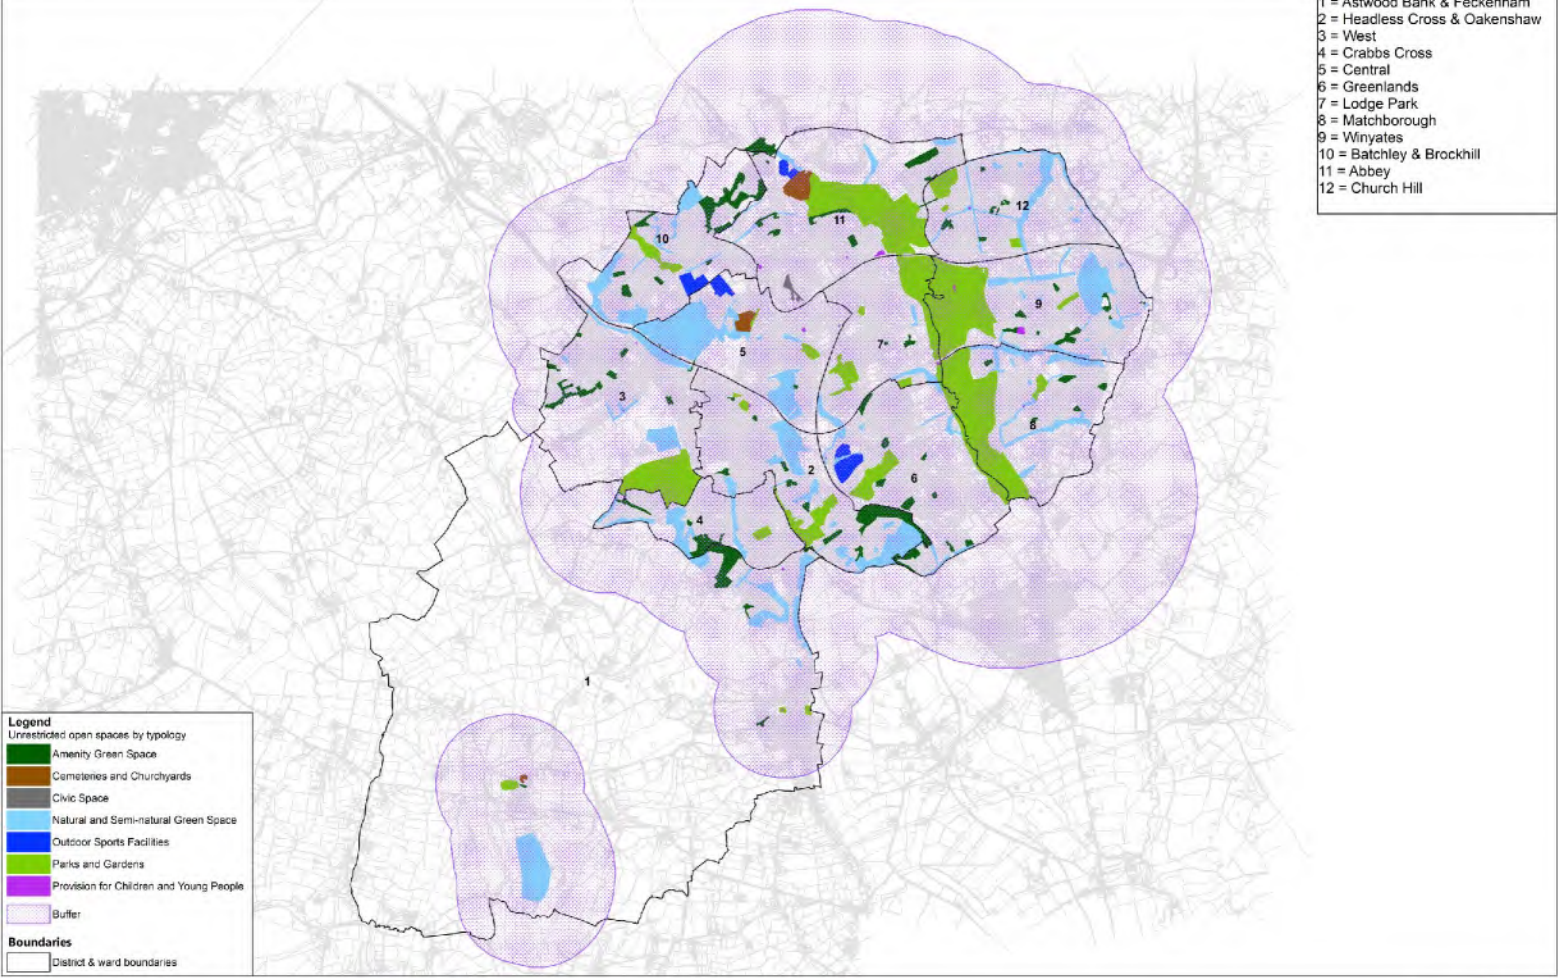 1 = Astwood Bank & Feckenham
2 = Headless Cross & Oakenshaw
3 = West
4 = Crabbs Cross
5 = Central
6 = Greenlands
7 = Lodge Park
8 = Matchborough
9 = Winyates
10 = Batchley & Brockhill
11 = Abbey
12 = Church Hill
12
11
10
9
7
5
3
8
2
6
4
1
Legend
Unrestricted open spaces by typology
Amenity Green Space
Cemeteries and Churchyards
Civic Space
Natural and Semi-natural Green Space
Outdoor Sports Facilities
Parks and Gardens
Provision for Children and Young People
Buffer
Boundaries
District & ward boundaries